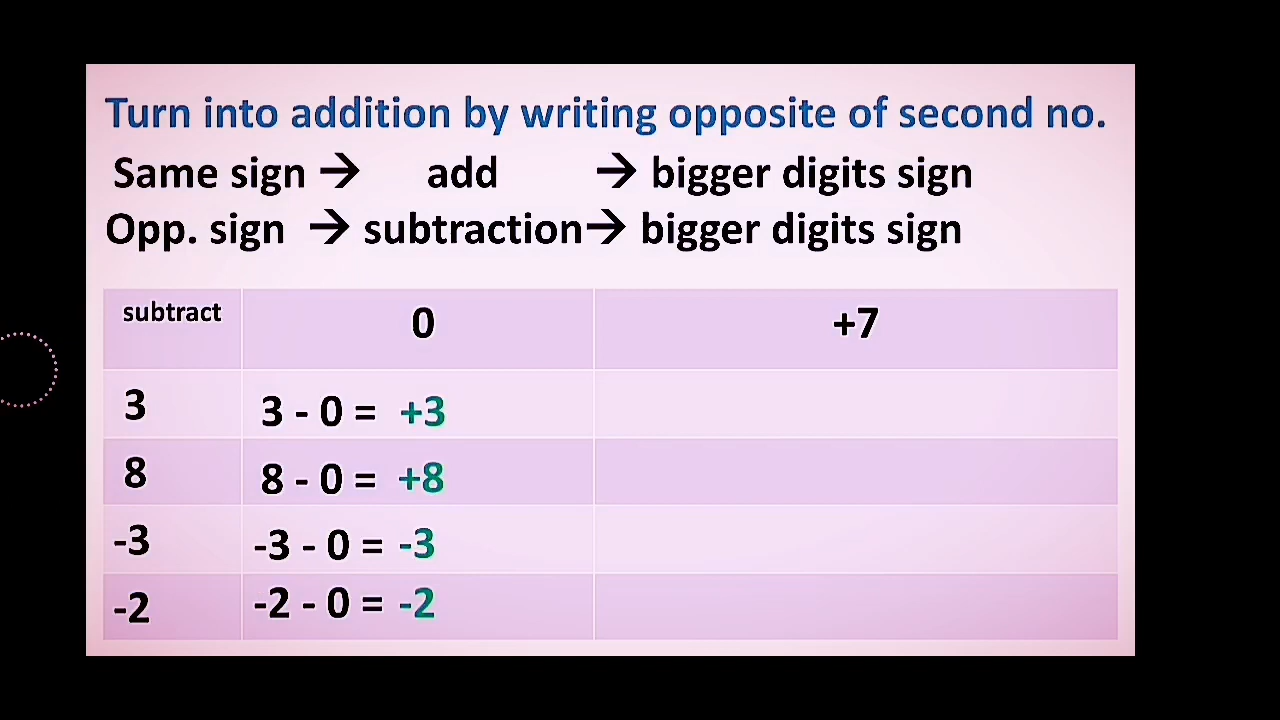 Turn into addition by writing opposite of second no.
Same sign → add → bigger digits sign
Opp. sign → subtraction→ bigger digits sign
subtract 0 +7
3 3 - 0 = +3
8 8 - 0 = +8
-3 -3 - 0 = -3
-2 -2 - 0 = -2